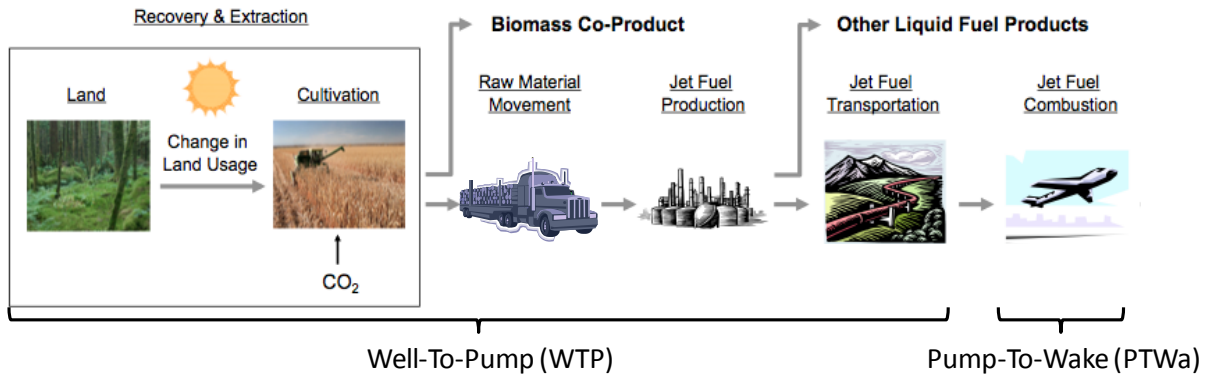 Recovery & Extraction
Biomass Co-Product
Other Liquid Fuel Products
Land
Change in
Land Usage
Cultivation
CO₂
Raw Material
Movement
Jet Fuel
Production
Jet Fuel
Transportation
Jet Fuel
Combustion
Well-To-Pump (WTP)
Pump-To-Wake (PTWa)